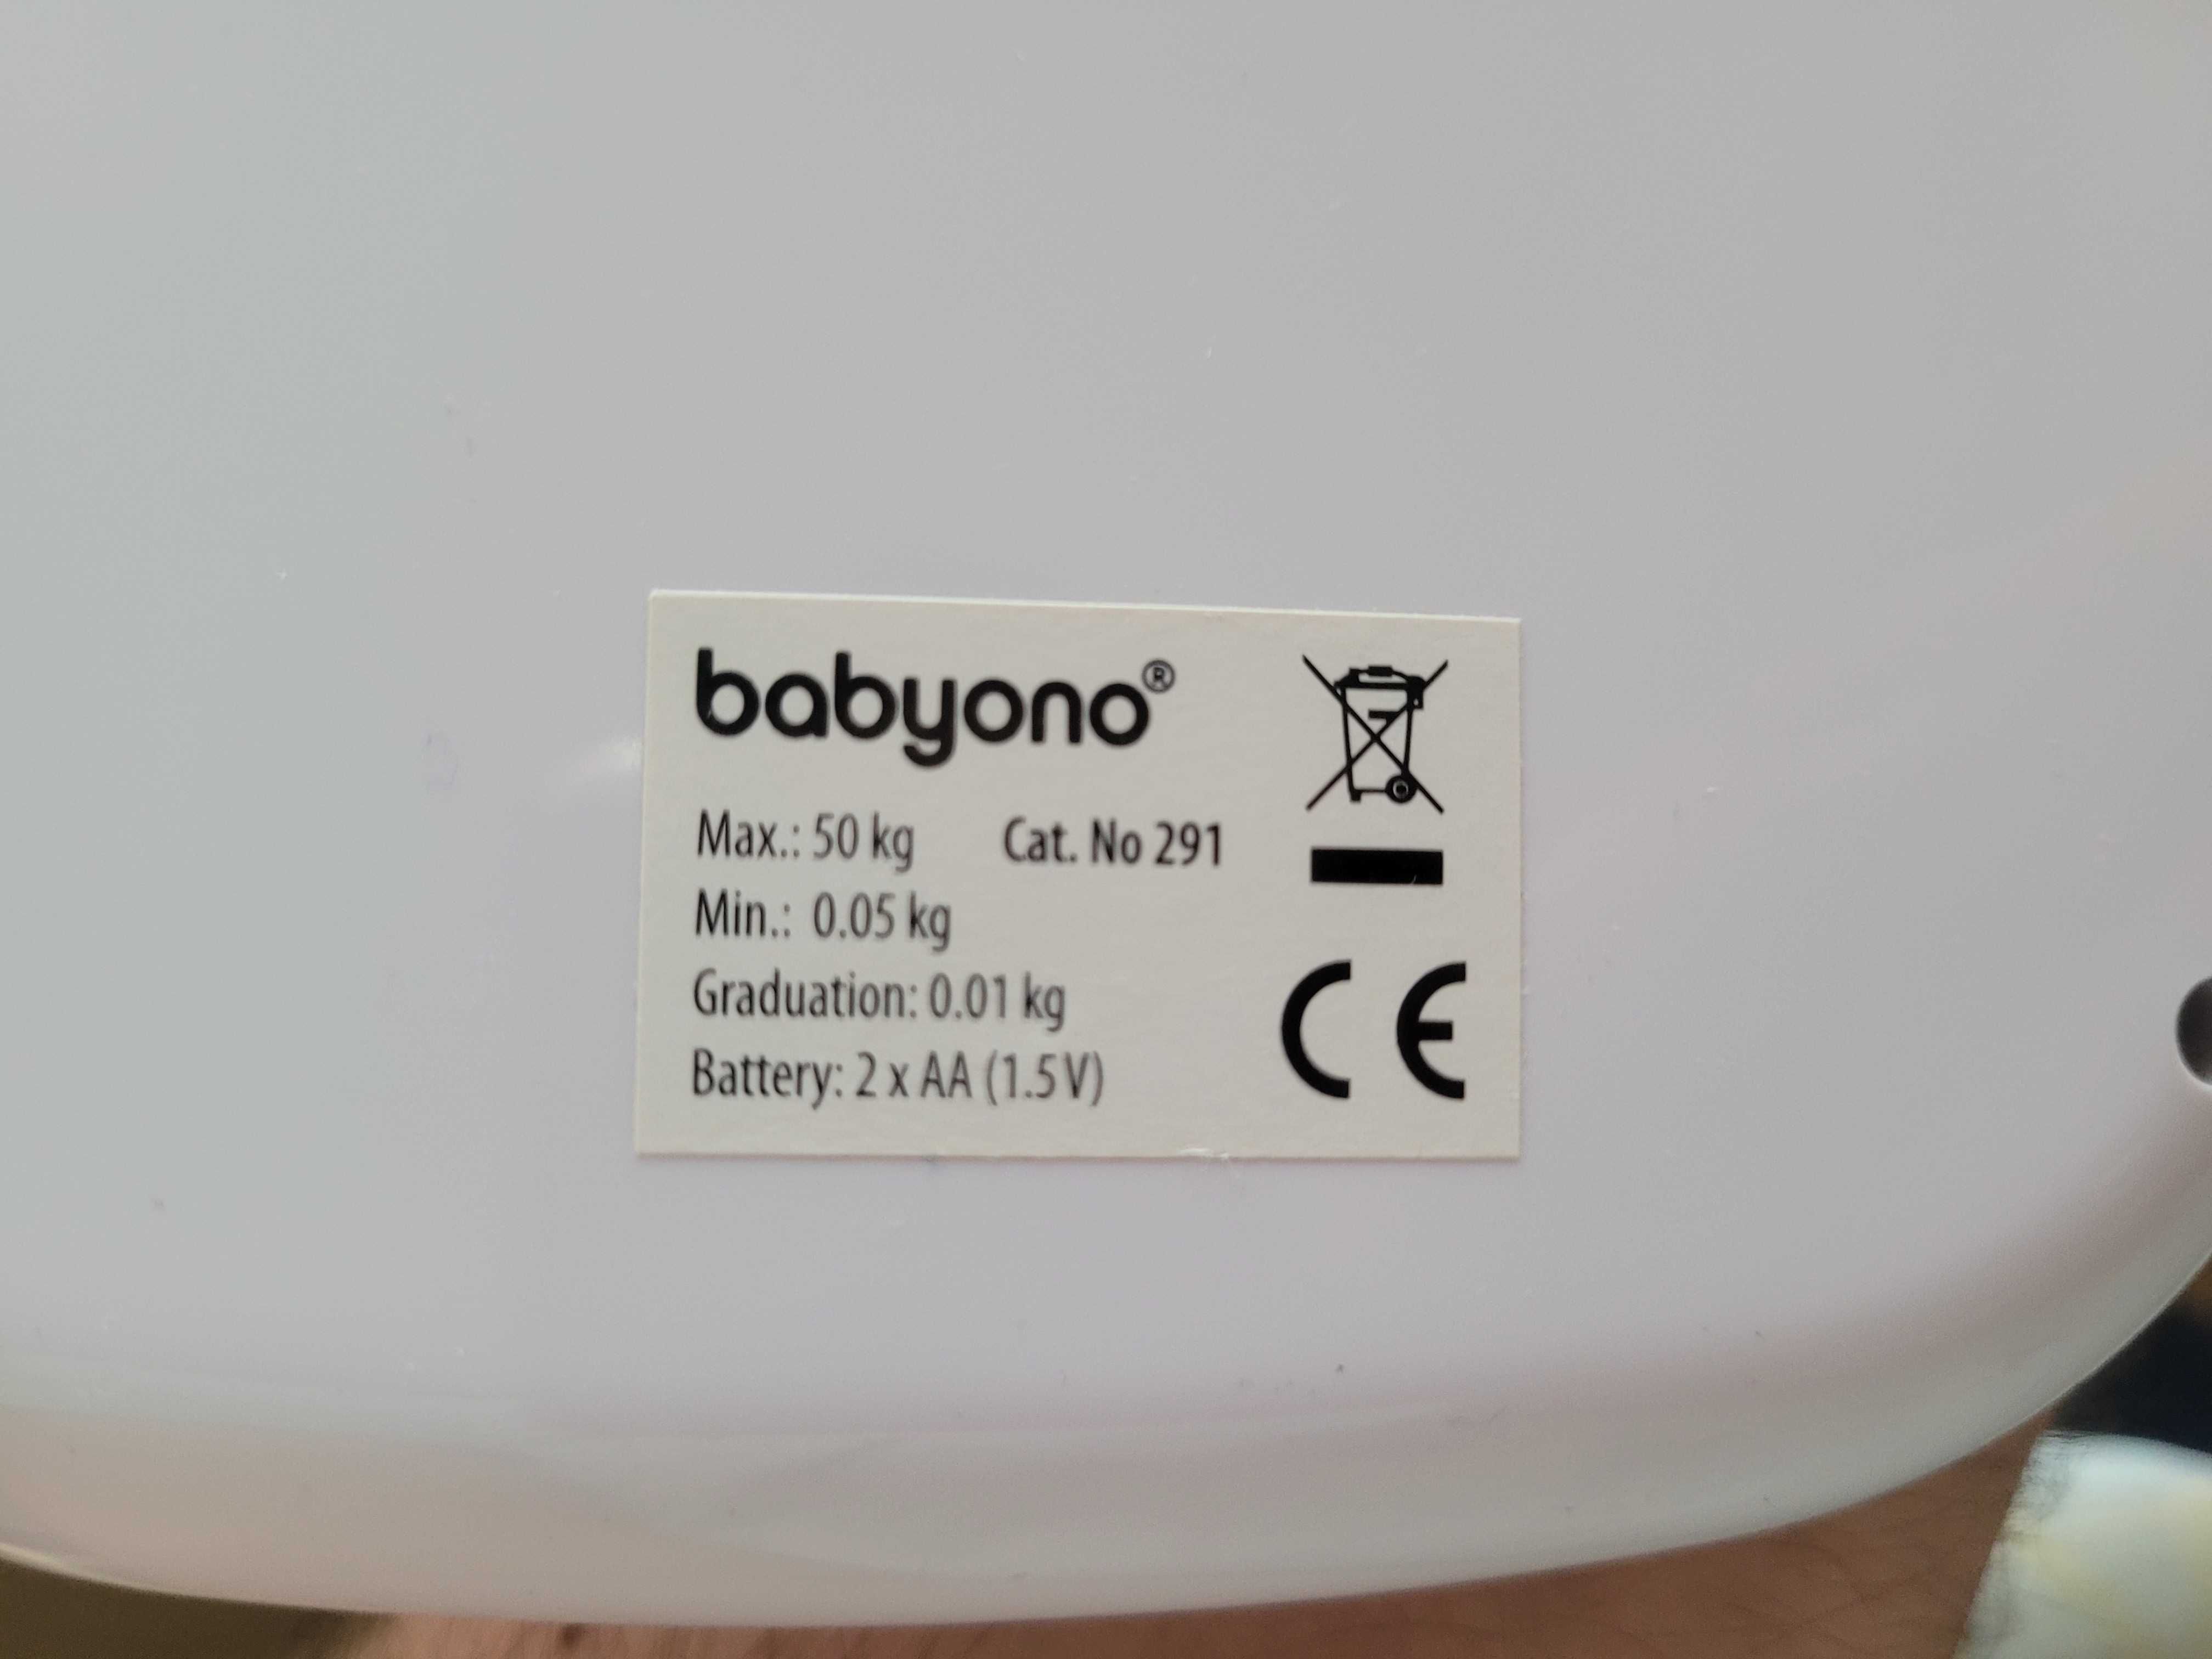 babyono®
Max.: 50 kg Cat. No 291
Min.: 0.05 kg
Graduation: 0.01 kg
Battery: 2 x AA (1.5 V)
CE